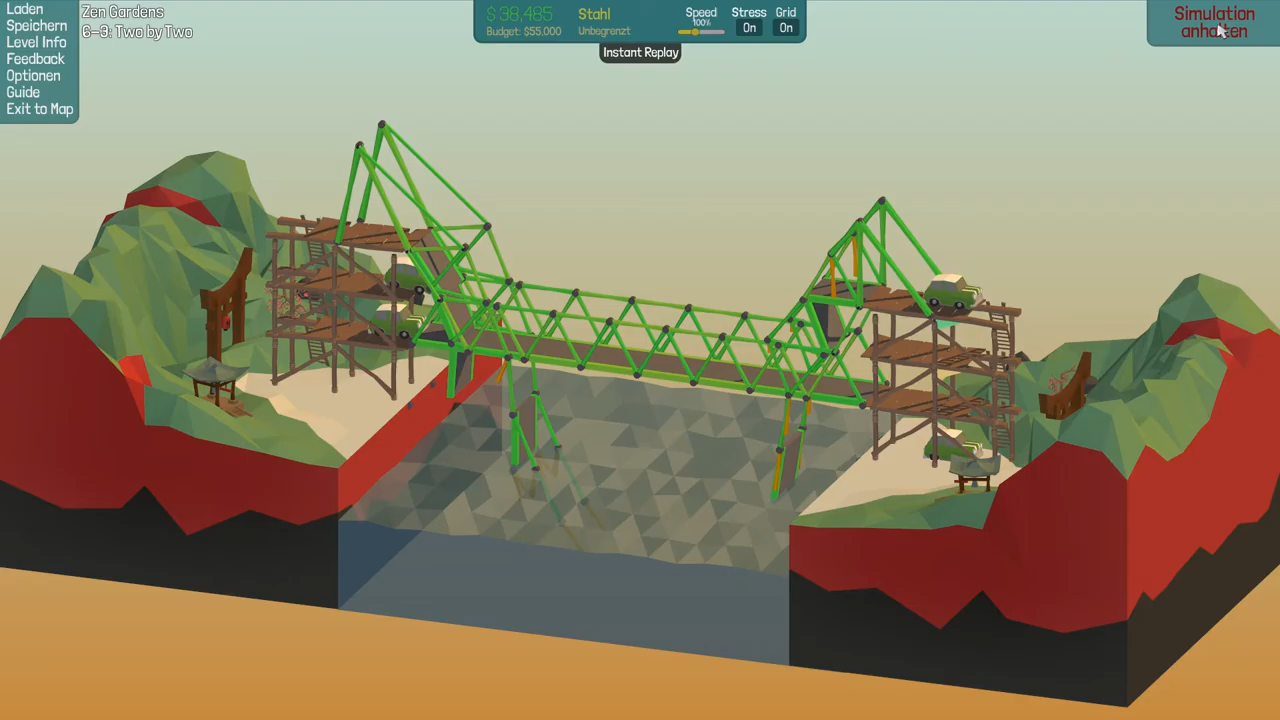 Laden
Speichern
Level Info
Feedback
Optionen
Guide
Exit to Map
Zen Gardens
6-3: Two by Two
$ 38,485
Budget: $55,000
Stahl
Unbegrenzt
Speed
100%
Stress
On
Grid
On
Instant Replay
Simulation
anhalten